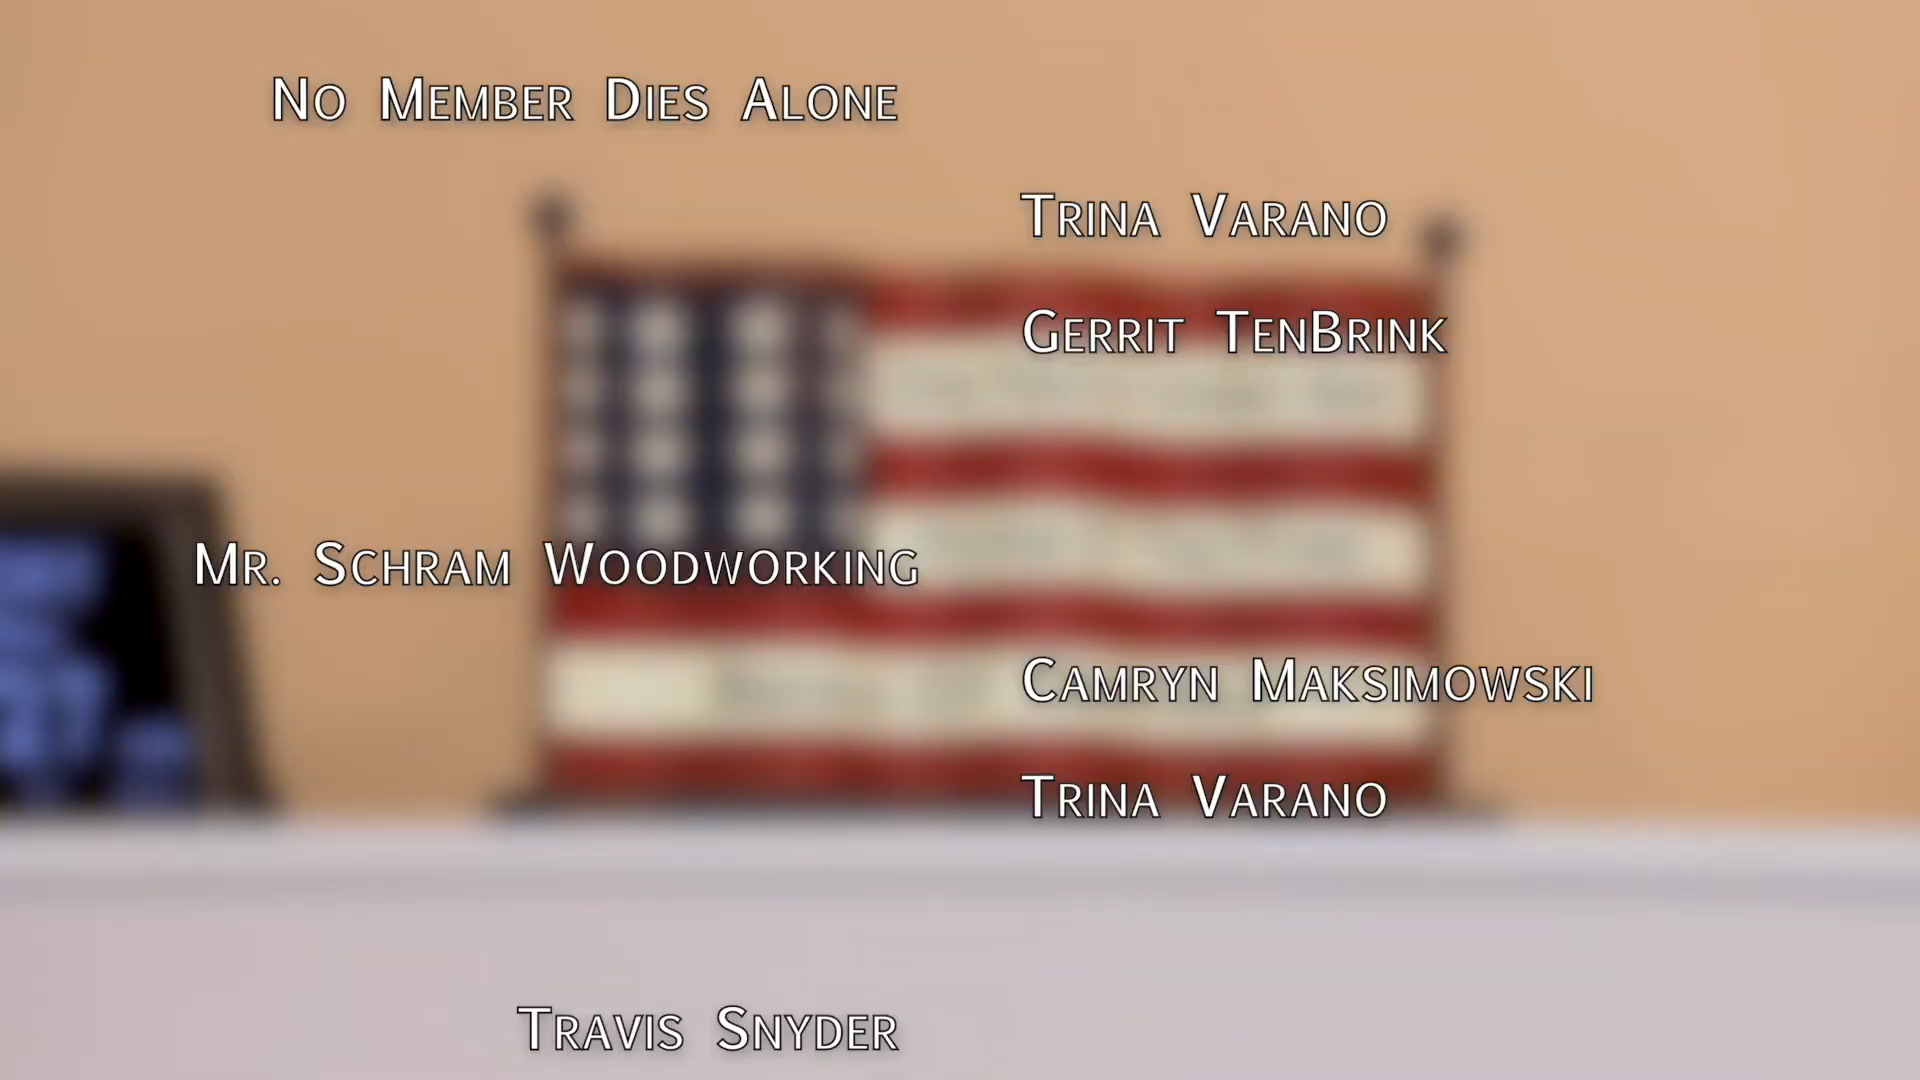 No Member Dies Alone
Trina Varano
Gerrit TenBrink
Mr. Schram Woodworking
Camryn Maksimowski
Trina Varano
Travis Snyder